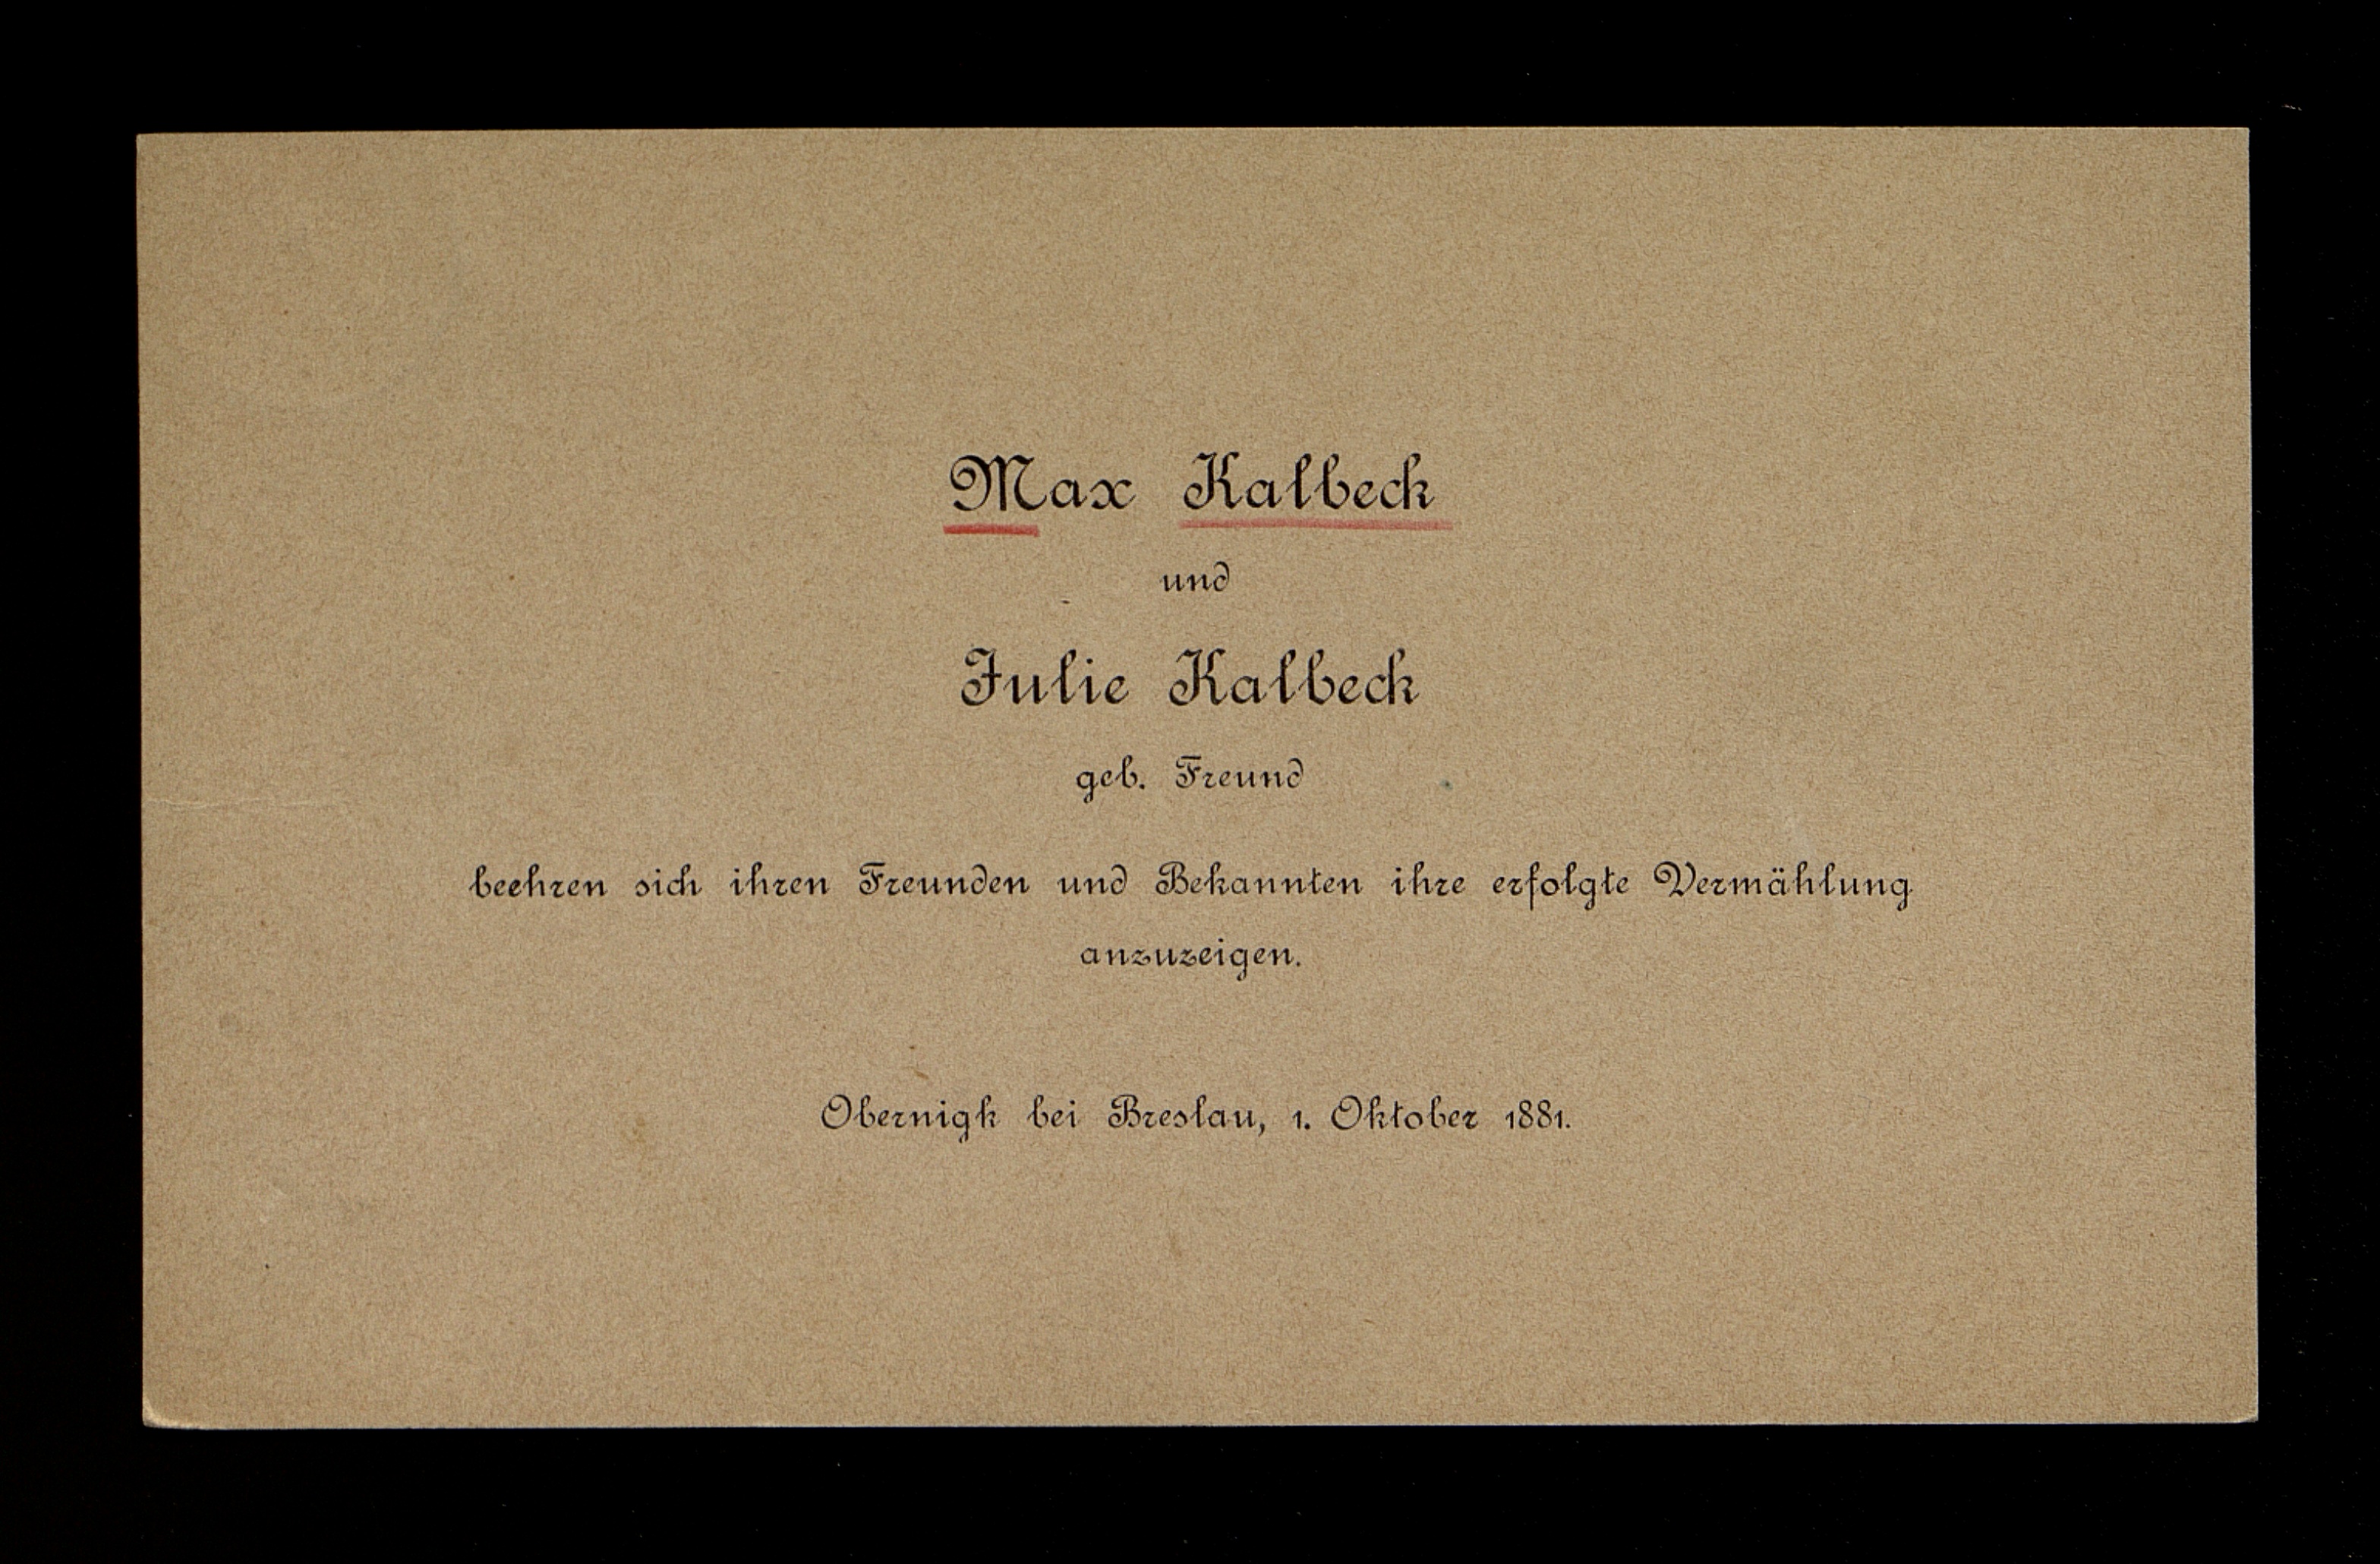 Max Kalbeck
und
Julie Kalbeck
geb. Freund
beehren sich ihren Freunden und Bekannten ihre erfolgte Vermählung
anzuzeigen.
Obernigk bei Breslau, 1. Oktober 1881.